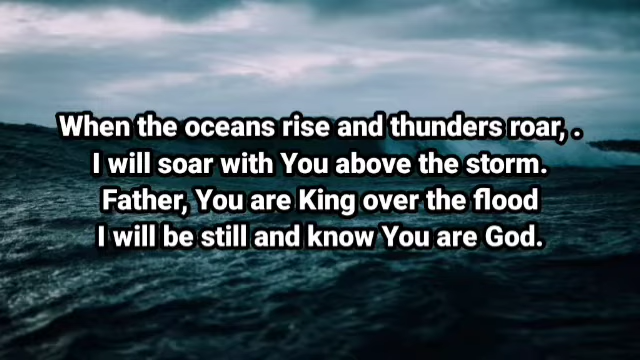 When the oceans rise and thunders roar, .
I will soar with You above the storm.
Father, You are King over the flood
I will be still and know You are God.